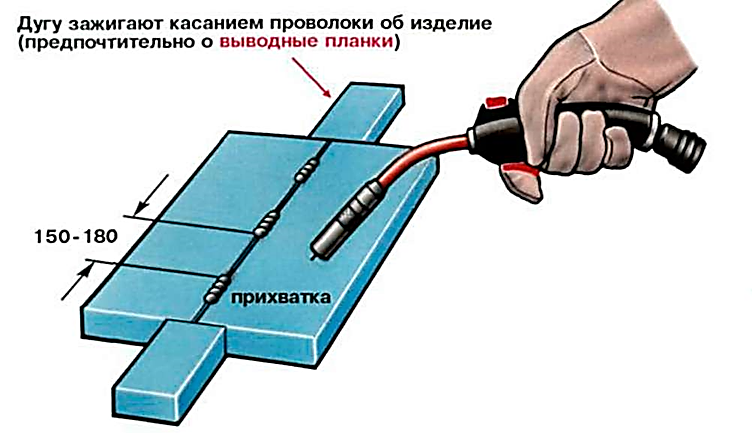 Дугу зажигают касанием проволоки об изделие
(предпочтительно о выводные планки)
150-180
прихватка